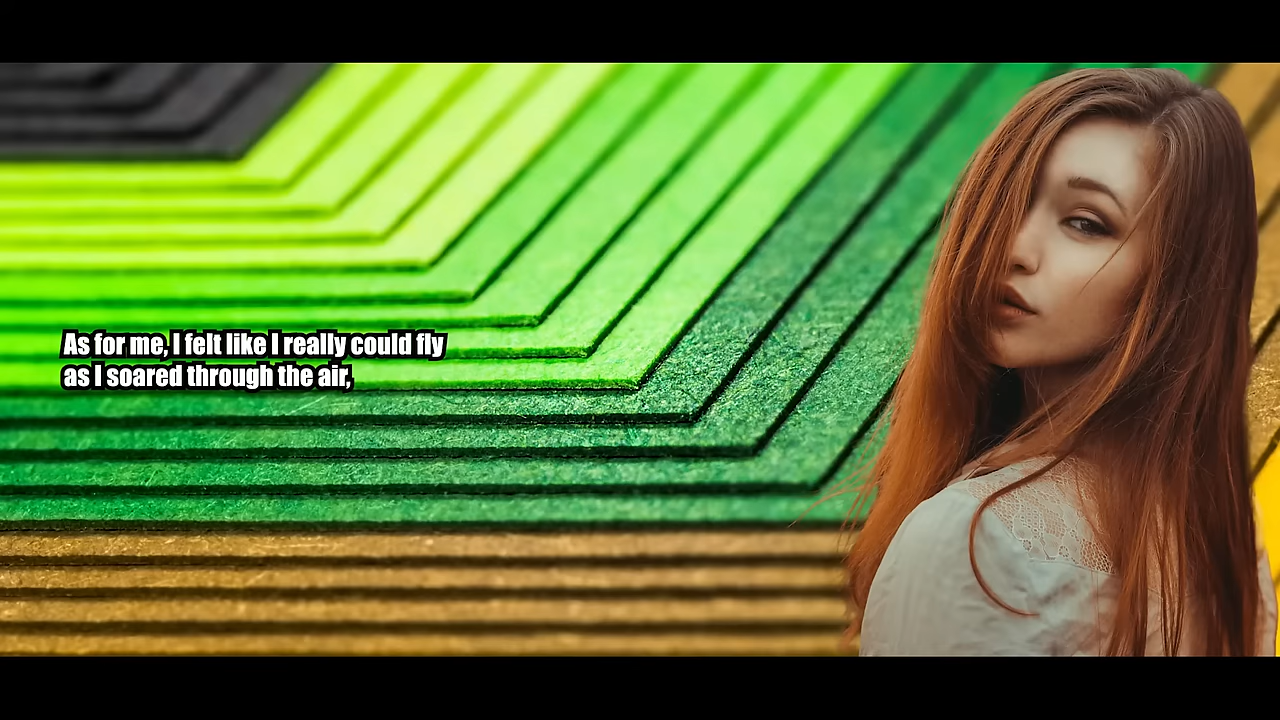 As for me, I felt like I really could fly
as I soared through the air,